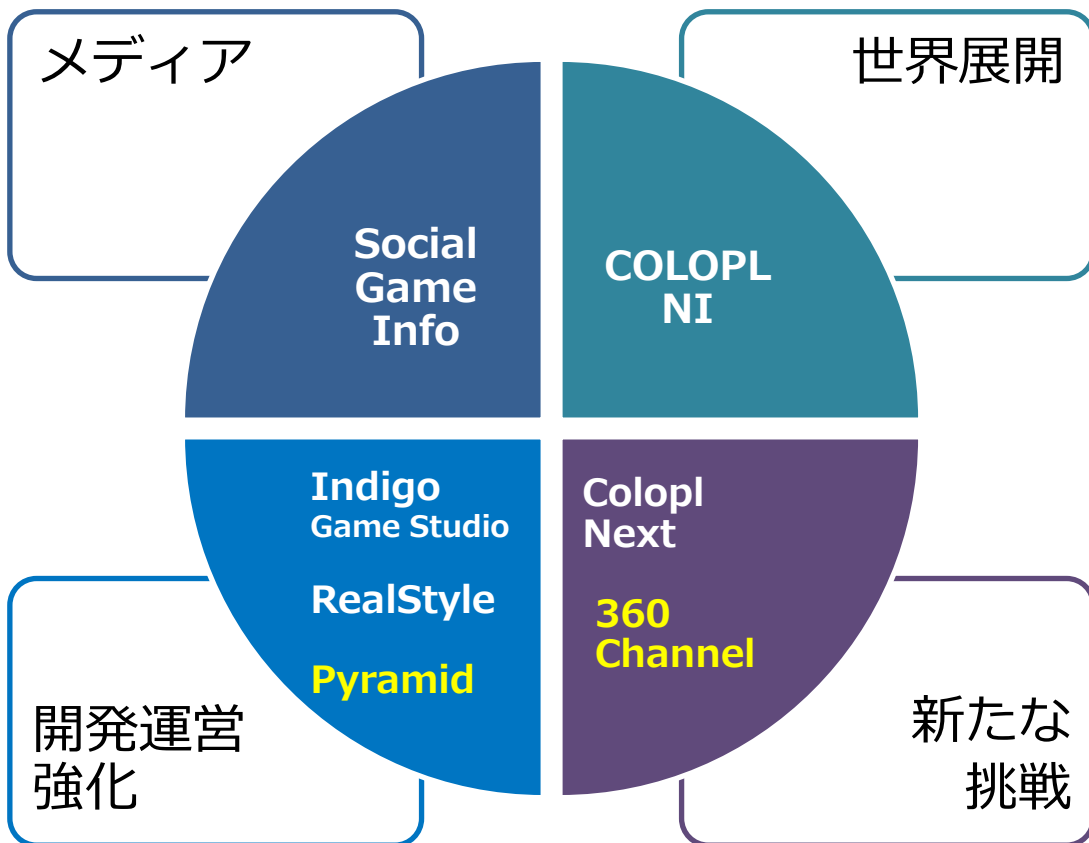 メディア
世界展開
Social
Game
Info
COLOPL
NI
Indigo
Game Studio
RealStyle
Pyramid
Colopl
Next
360
Channel
開発運営
強化
新たな
挑戦